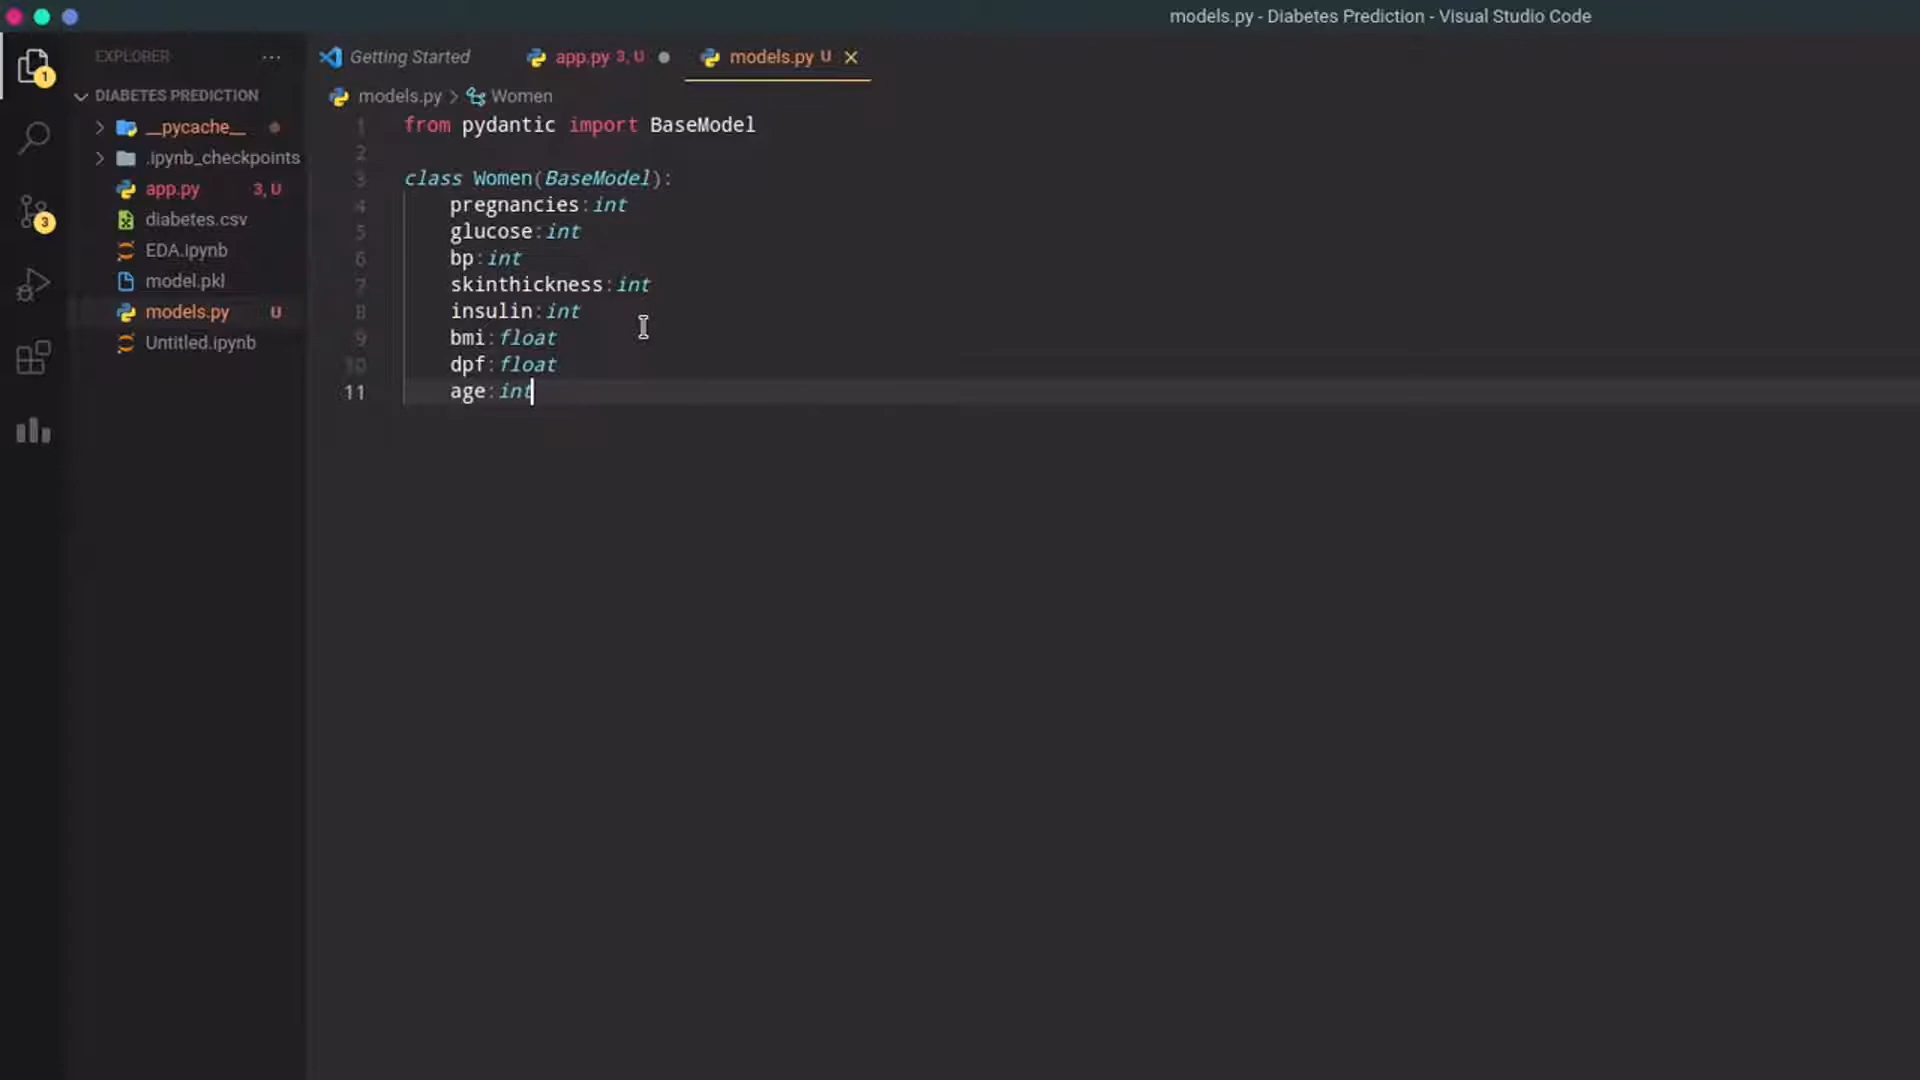 models.py - Diabetes Prediction - Visual Studio Code
EXPLORER ...
Getting Started
app.py 3, U
models.py U
1
DIABETES PREDICTION
models.py > Women
__pycache__
.ipynb_checkpoints
app.py 3, U
diabetes.csv
EDA.ipynb
model.pkl
models.py U
Untitled.ipynb
3
1 from pydantic import BaseModel
2
3 class Women(BaseModel):
4 pregnancies:int
5 glucose:int
6 bp:int
7 skinthickness:int
8 insulin:int
9 bmi:float
10 dpf:float
11 age:int